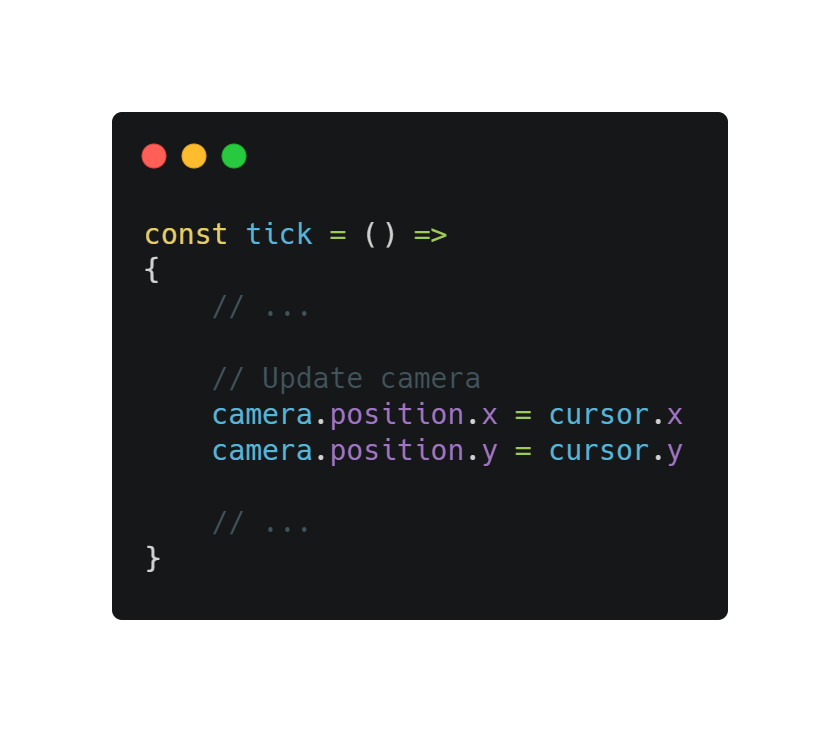 const tick = () =>
{
    // ...

    // Update camera
    camera.position.x = cursor.x
    camera.position.y = cursor.y

    // ...
}